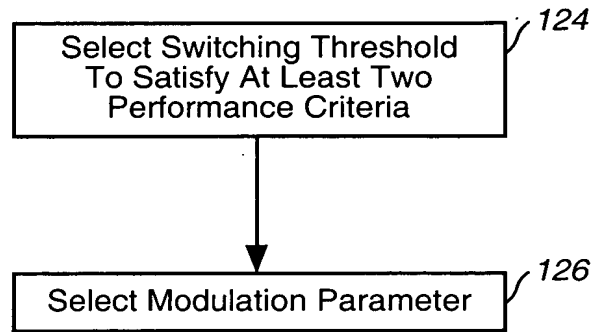 124
Select Switching Threshold
To Satisfy At Least Two
Performance Criteria
126
Select Modulation Parameter